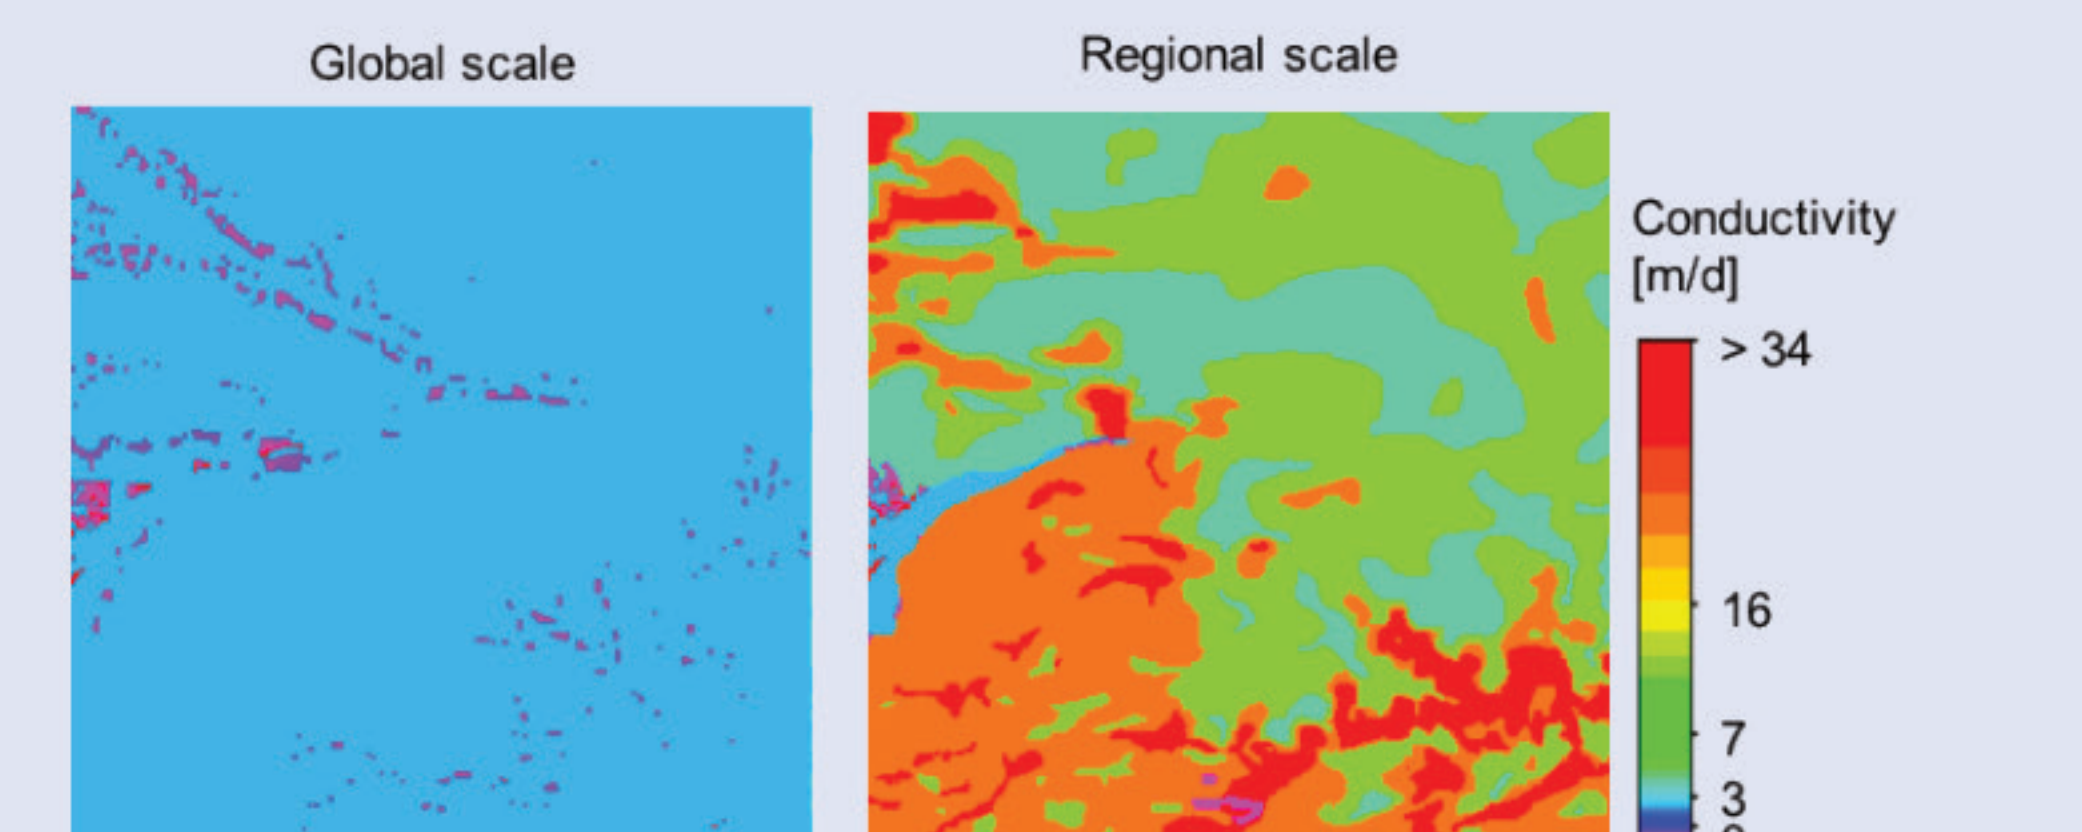 Global scale
Regional scale
Conductivity
[m/d]
> 34
16
7
3